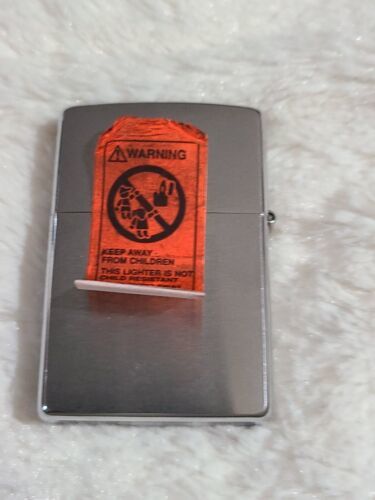 WARNING
KEEP AWAY
FROM CHILDREN
THIS LIGHTER IS NOT
CHILD RESISTANT